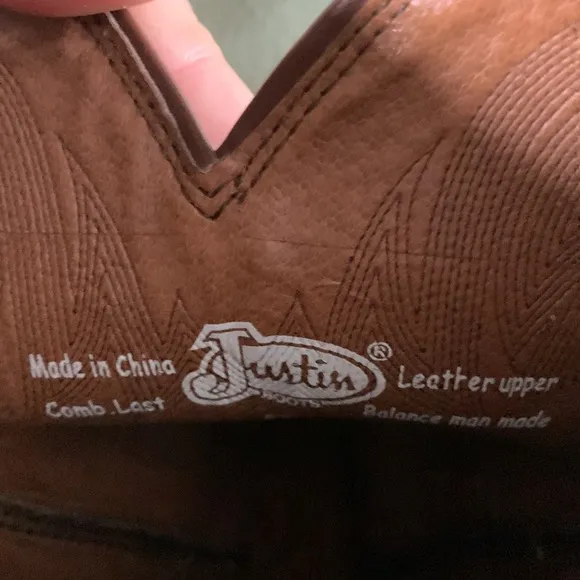 Made in China Justin ® Leather upper
BOOTS
Comb. Last Balance man made